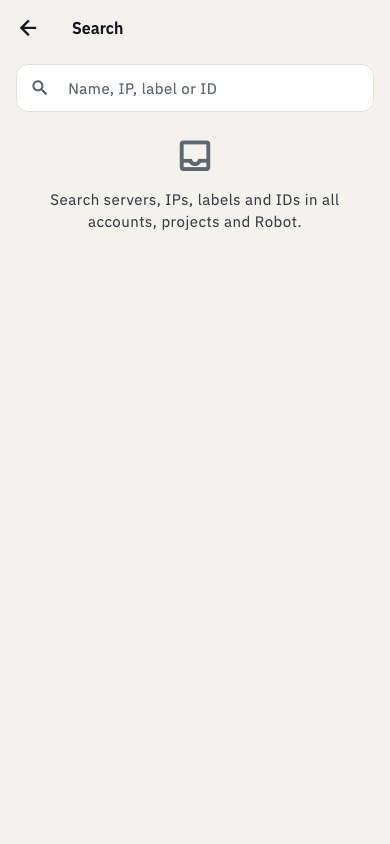 Search
Name, IP, label or ID
Search servers, IPs, labels and IDs in all
accounts, projects and Robot.